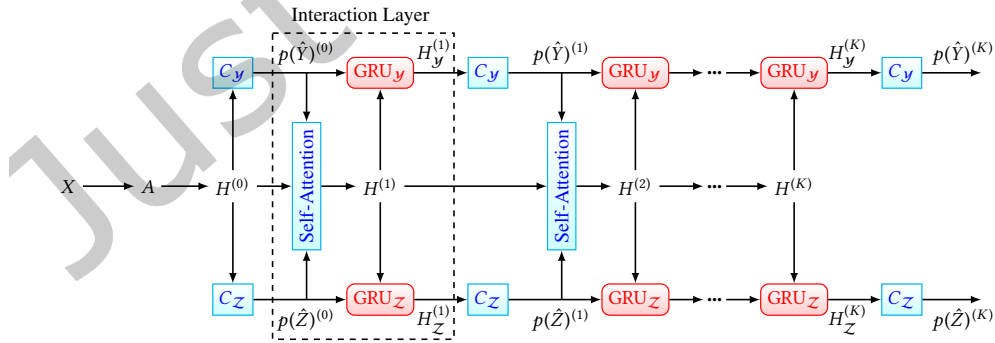 Interaction Layer
C_𝒴 p(Ŷ)^(0) GRU_𝒴 H_𝒴^(1) C_𝒴 p(Ŷ)^(1) GRU_𝒴 ... GRU_𝒴 H_𝒴^(K) C_𝒴 p(Ŷ)^(K)
X A H^(0) Self-Attention H^(1) Self-Attention H^(2) ... H^(K)
C_𝒵 p(Ẑ)^(0) GRU_𝒵 H_𝒵^(1) C_𝒵 p(Ẑ)^(1) GRU_𝒵 ... GRU_𝒵 H_𝒵^(K) C_𝒵 p(Ẑ)^(K)
Just